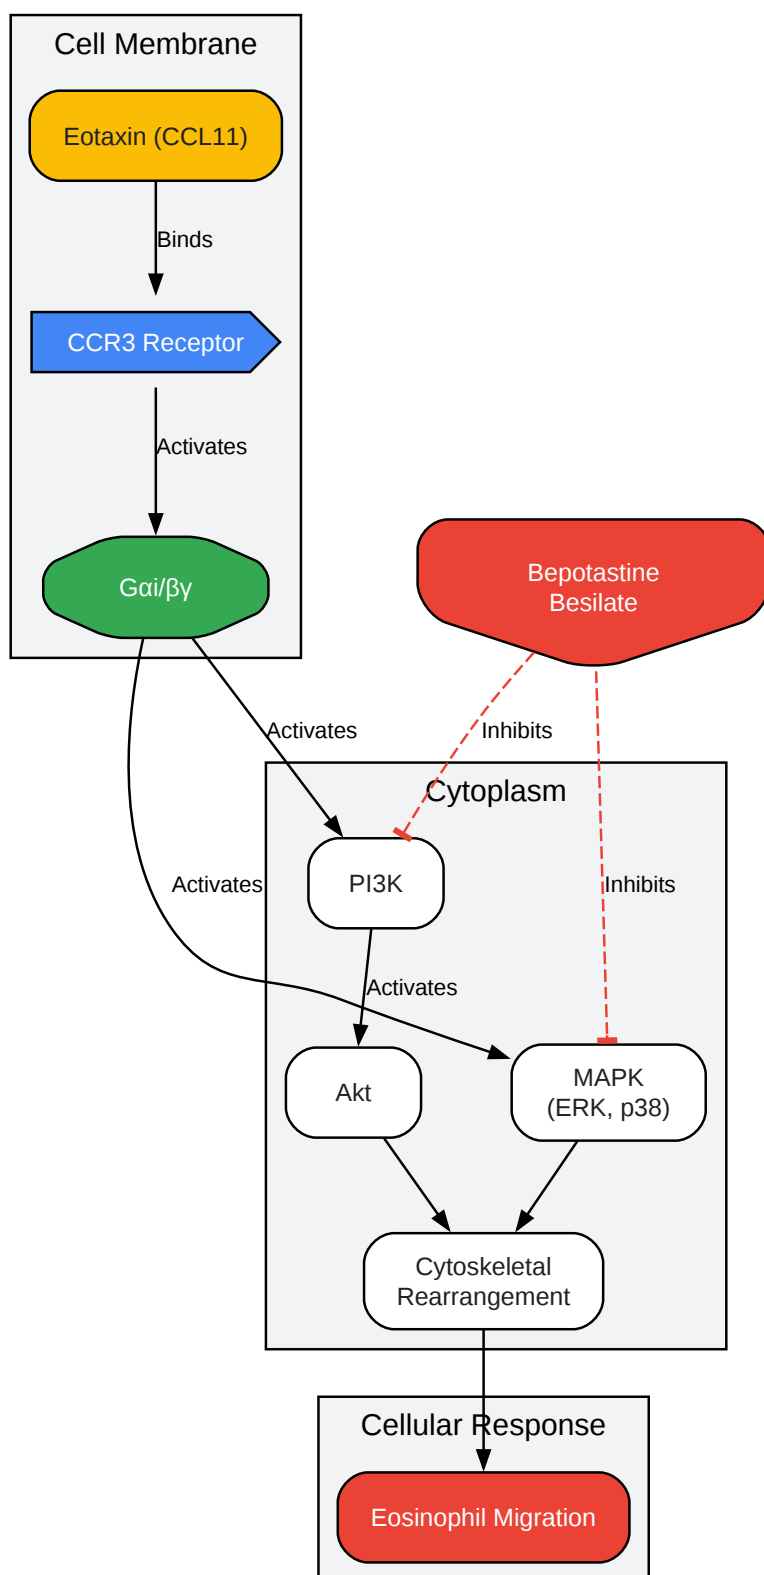 Cell Membrane
Eotaxin (CCL11)
Binds
CCR3 Receptor
Activates
Gαi/βγ
Bepotastine
Besilate
Activates
Inhibits
Cytoplasm
PI3K
Activates
Inhibits
Activates
Akt
MAPK
(ERK, p38)
Cytoskeletal
Rearrangement
Cellular Response
Eosinophil Migration